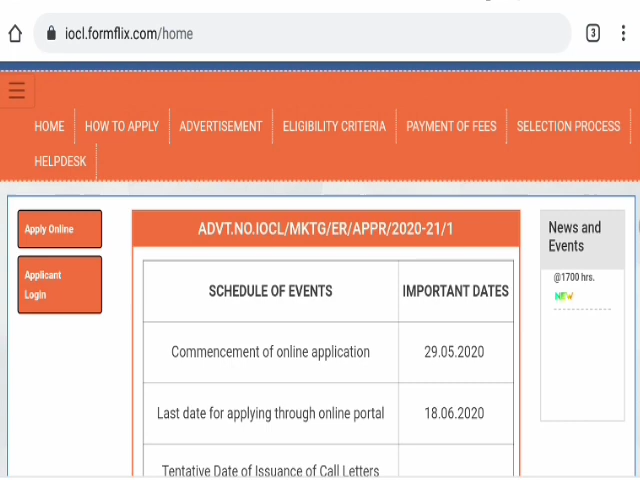 iocl.formflix.com/home
3
HOME
HOW TO APPLY
ADVERTISEMENT
ELIGIBILITY CRITERIA
PAYMENT OF FEES
SELECTION PROCESS
HELPDESK
Apply Online
Applicant
Login
ADVT.NO.IOCL/MKTG/ER/APPR/2020-21/1
SCHEDULE OF EVENTS
IMPORTANT DATES
Commencement of online application
29.05.2020
Last date for applying through online portal
18.06.2020
Tentative Date of Issuance of Call Letters
News and
Events
@1700 hrs.
NEW